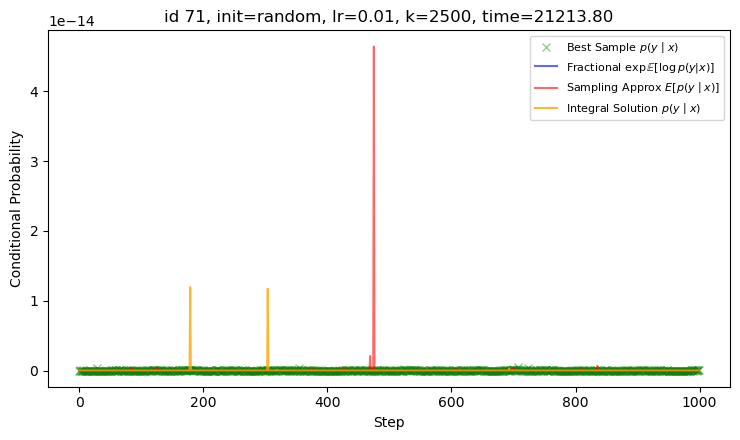 id 71, init=random, lr=0.01, k=2500, time=21213.80
1e−14
Best Sample p(y | x)
Fractional exp𝔼[log p(y|x)]
Sampling Approx E[p(y | x)]
Integral Solution p(y | x)
Conditional Probability
4
3
2
1
0
0 200 400 600 800 1000
Step